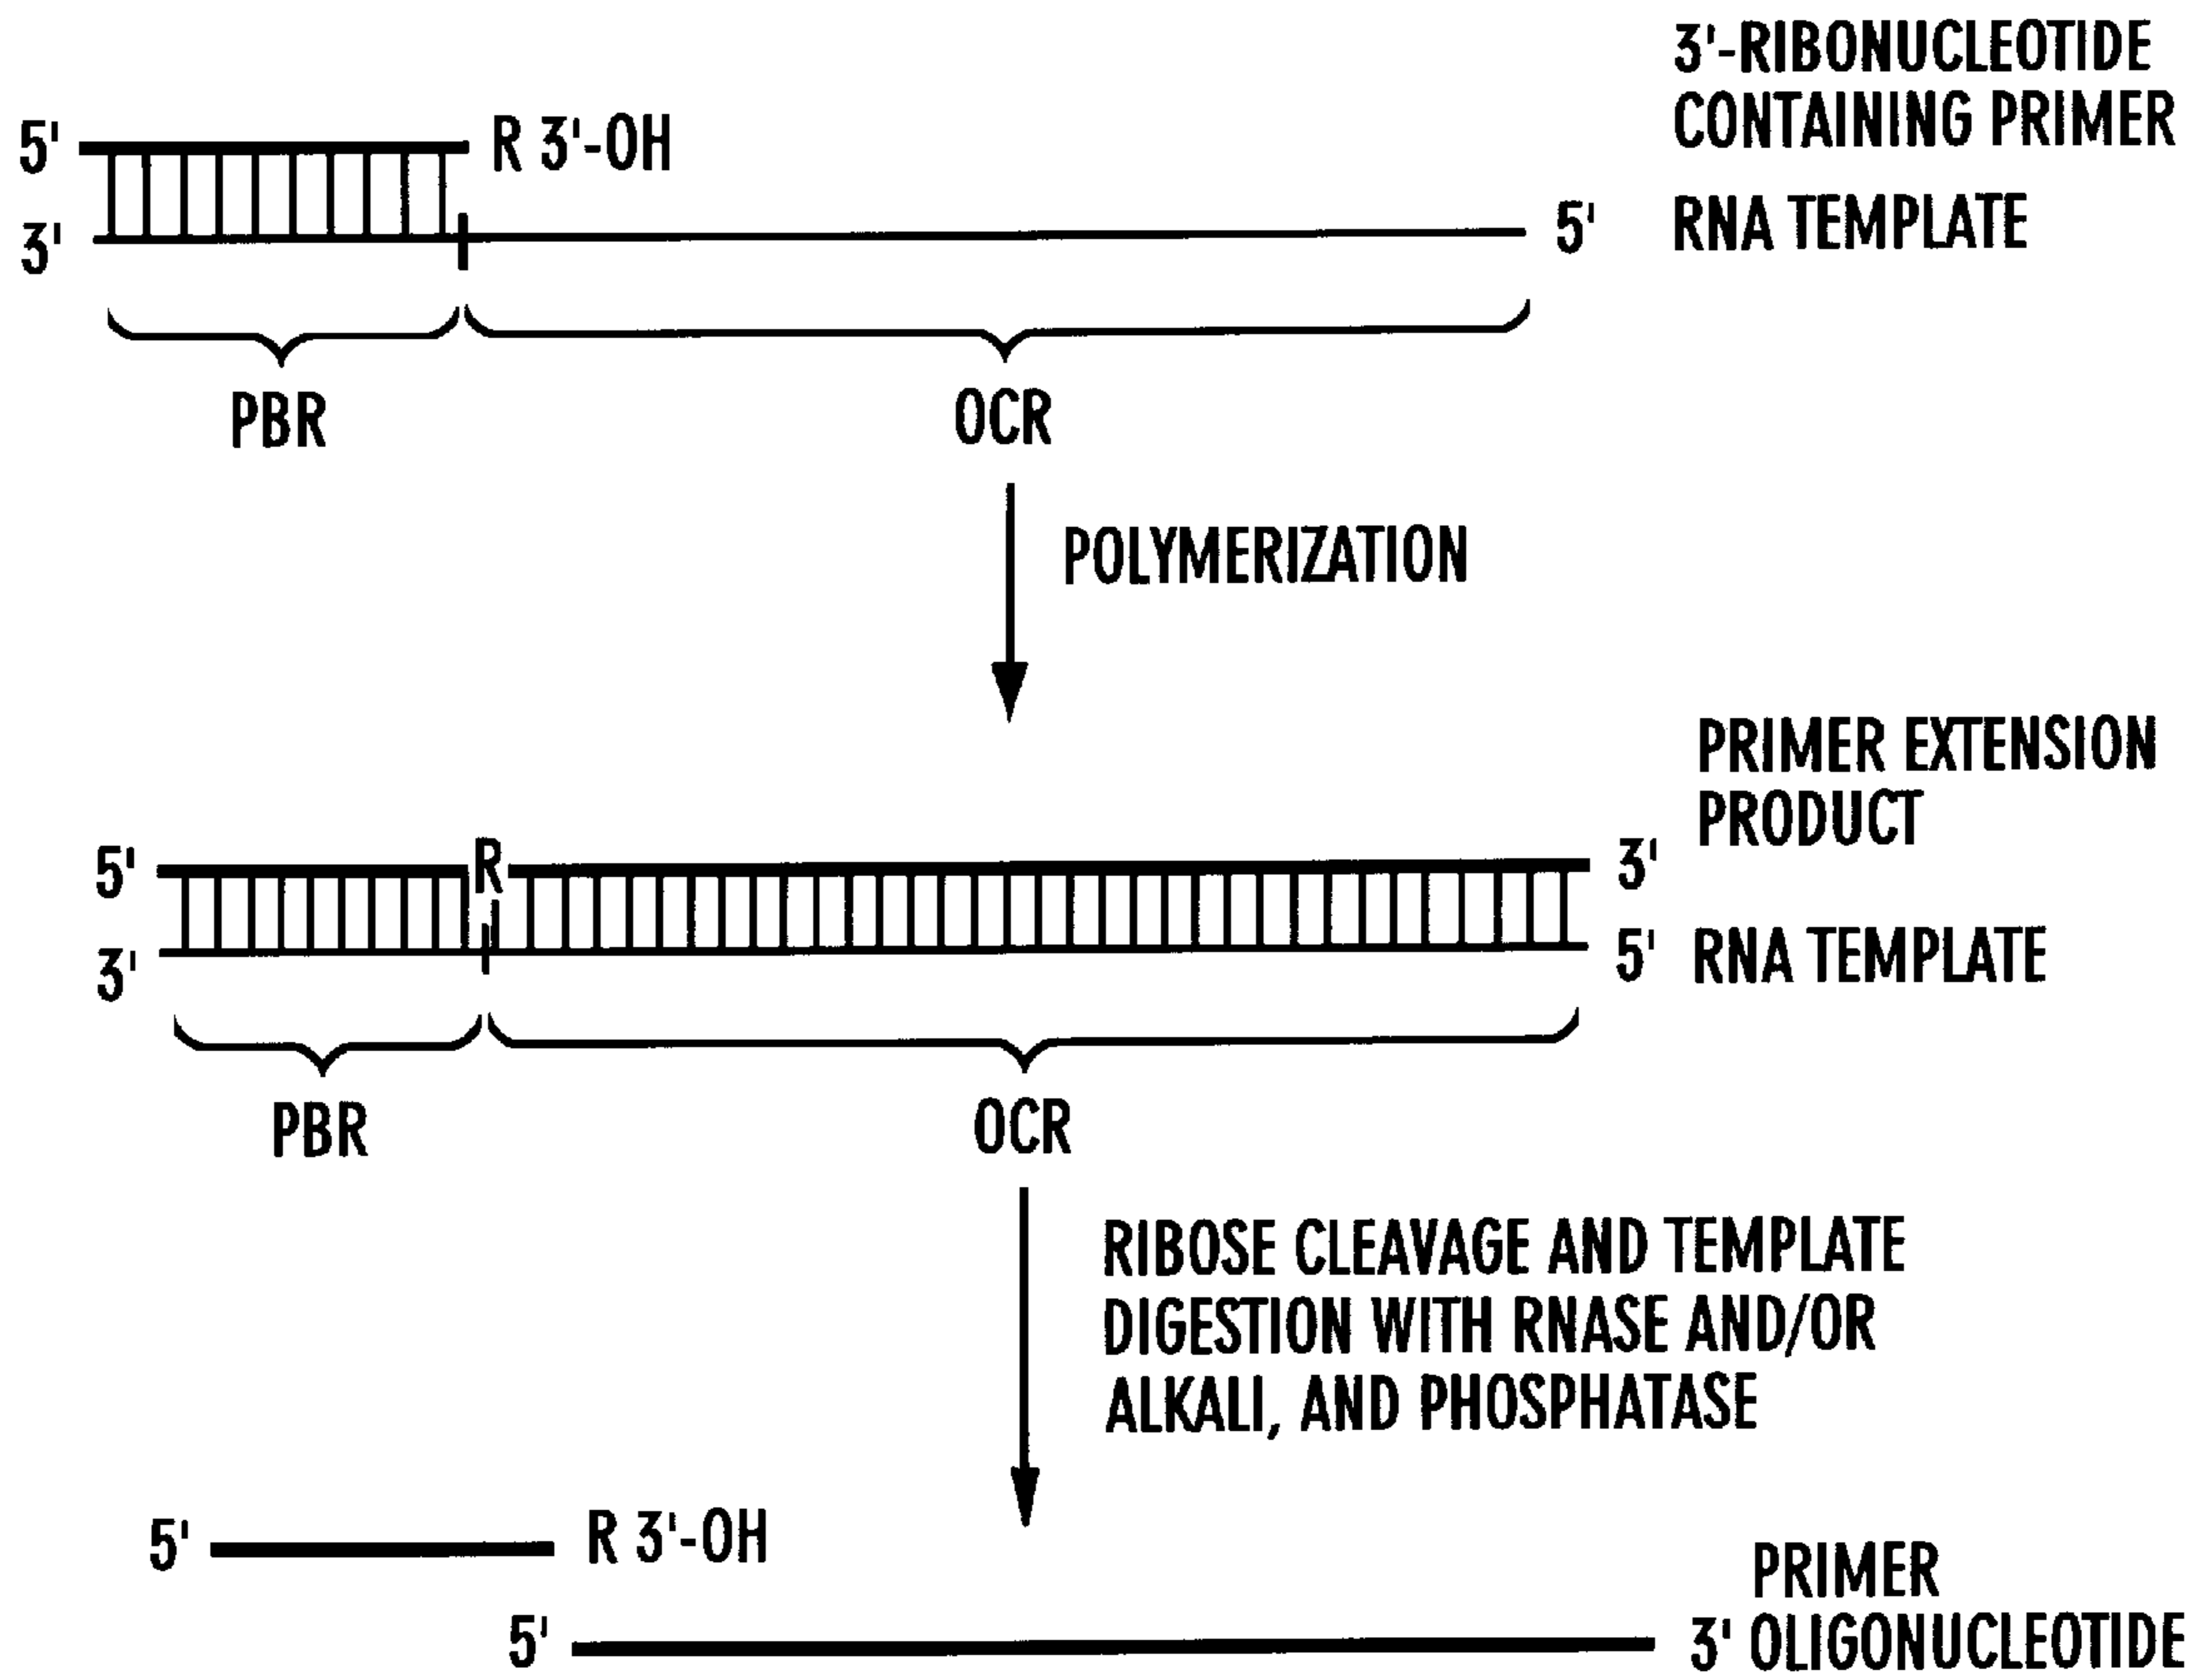 3'-RIBONUCLEOTIDE
CONTAINING PRIMER
5' R 3'-OH
3' 5' RNA TEMPLATE
PBR OCR
POLYMERIZATION
PRIMER EXTENSION
PRODUCT
5' R 3'
3' 5' RNA TEMPLATE
PBR OCR
RIBOSE CLEAVAGE AND TEMPLATE
DIGESTION WITH RNASE AND/OR
ALKALI, AND PHOSPHATASE
5' R 3'-OH
PRIMER
5' 3' OLIGONUCLEOTIDE